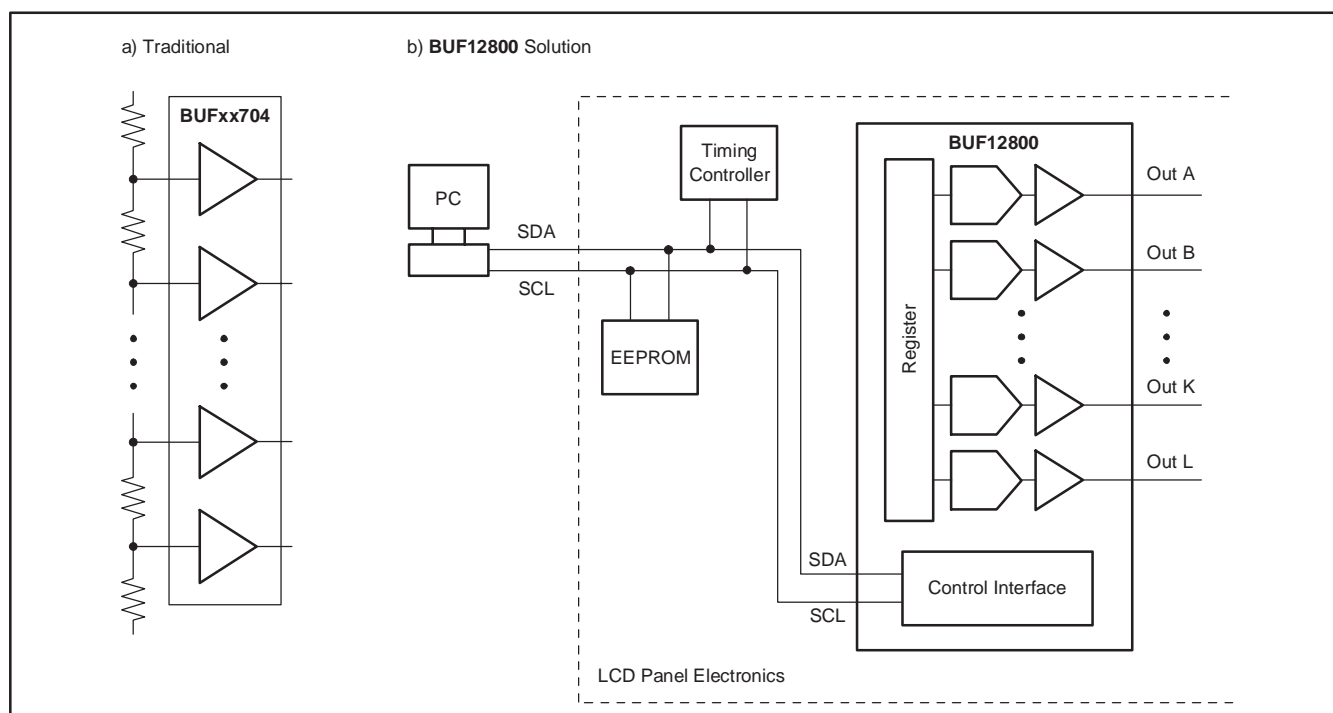 a) Traditional
b) BUF12800 Solution
BUFxx704
PC
SDA
SCL
Timing
Controller
EEPROM
BUF12800
Register
Out A
Out B
Out K
Out L
SDA
SCL
Control Interface
LCD Panel Electronics